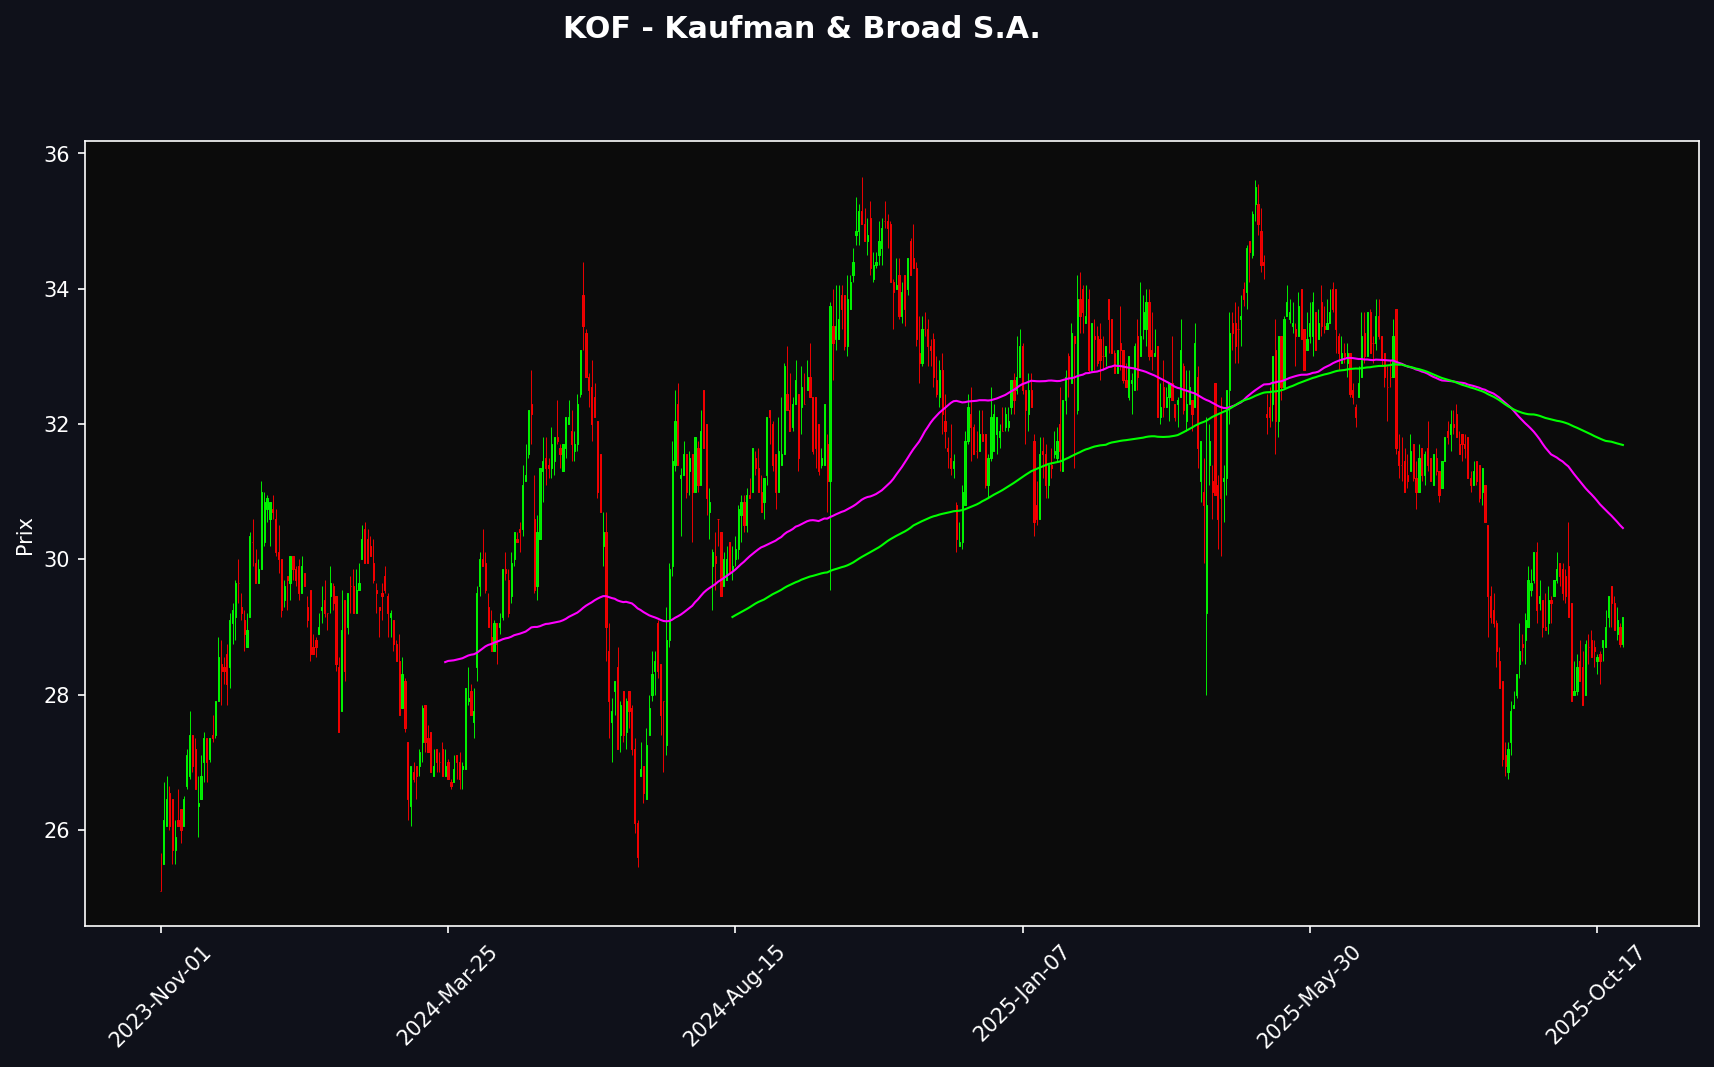 KOF - Kaufman & Broad S.A.
Prix
36
34
32
30
28
26
2023-Nov-01
2024-Mar-25
2024-Aug-15
2025-Jan-07
2025-May-30
2025-Oct-17